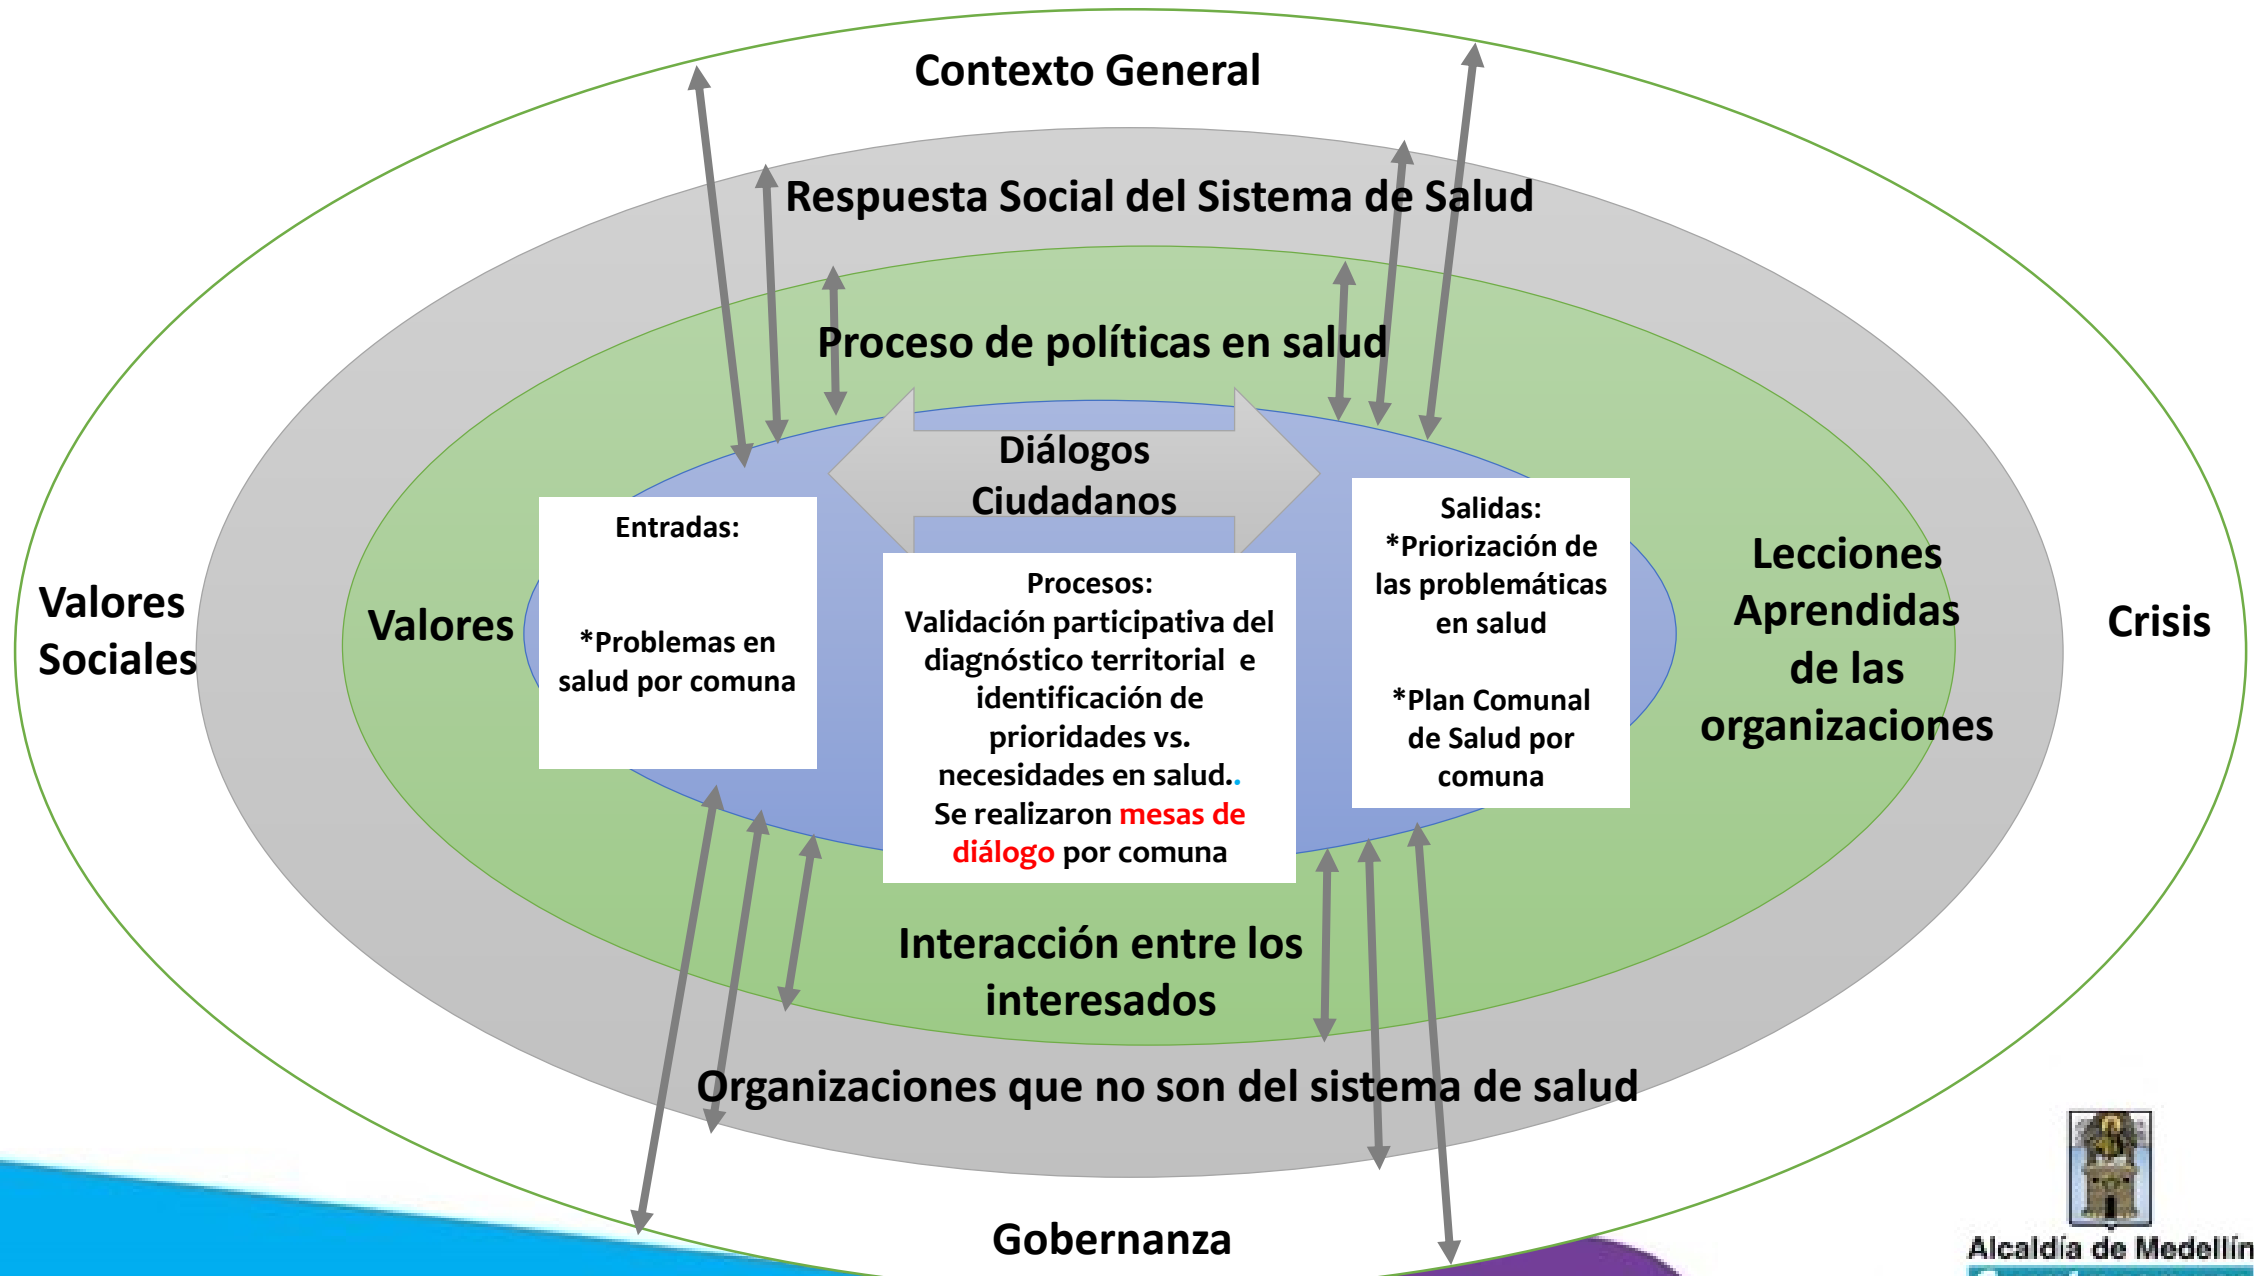 Contexto General
Respuesta Social del Sistema de Salud
Proceso de políticas en salud
Diálogos
Ciudadanos
Valores
Sociales
Valores
Entradas:
*Problemas en
salud por comuna
Procesos:
Validación participativa del
diagnóstico territorial e
identificación de
prioridades vs.
necesidades en salud..
Se realizaron mesas de
diálogo por comuna
Salidas:
*Priorización de
las problemáticas
en salud
*Plan Comunal
de Salud por
comuna
Lecciones
Aprendidas
de las
organizaciones
Crisis
Interacción entre los
interesados
Organizaciones que no son del sistema de salud
Gobernanza
Alcaldía de Medellín